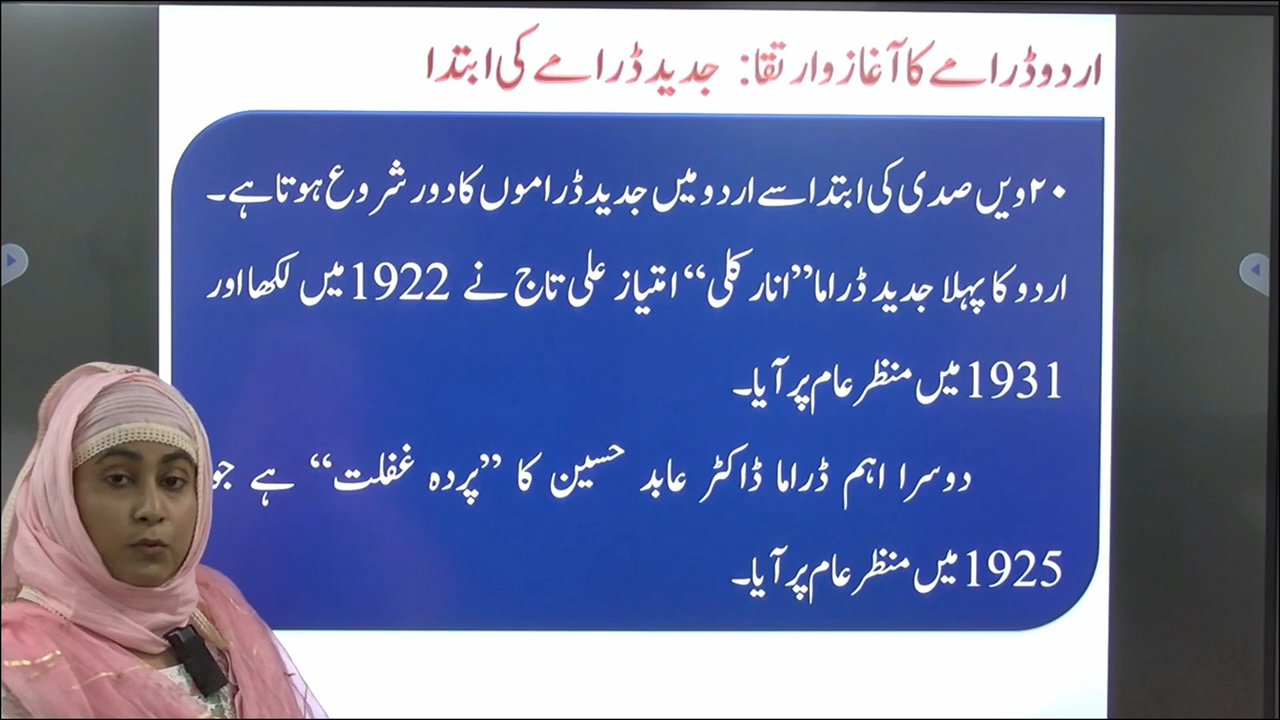 اردو ڈرامے کا آغاز و ارتقا: جدید ڈرامے کی ابتدا
۲۰ ویں صدی کی ابتدا سے اردو میں جدید ڈراموں کا دور شروع ہوتا ہے۔
اردو کا پہلا جدید ڈراما ”انار کلی“ امتیاز علی تاج نے 1922 میں لکھا اور
1931 میں منظر عام پر آیا۔
دوسرا اہم ڈراما ڈاکٹر عابد حسین کا ”پردہ غفلت“ ہے جو
1925 میں منظر عام پر آیا۔